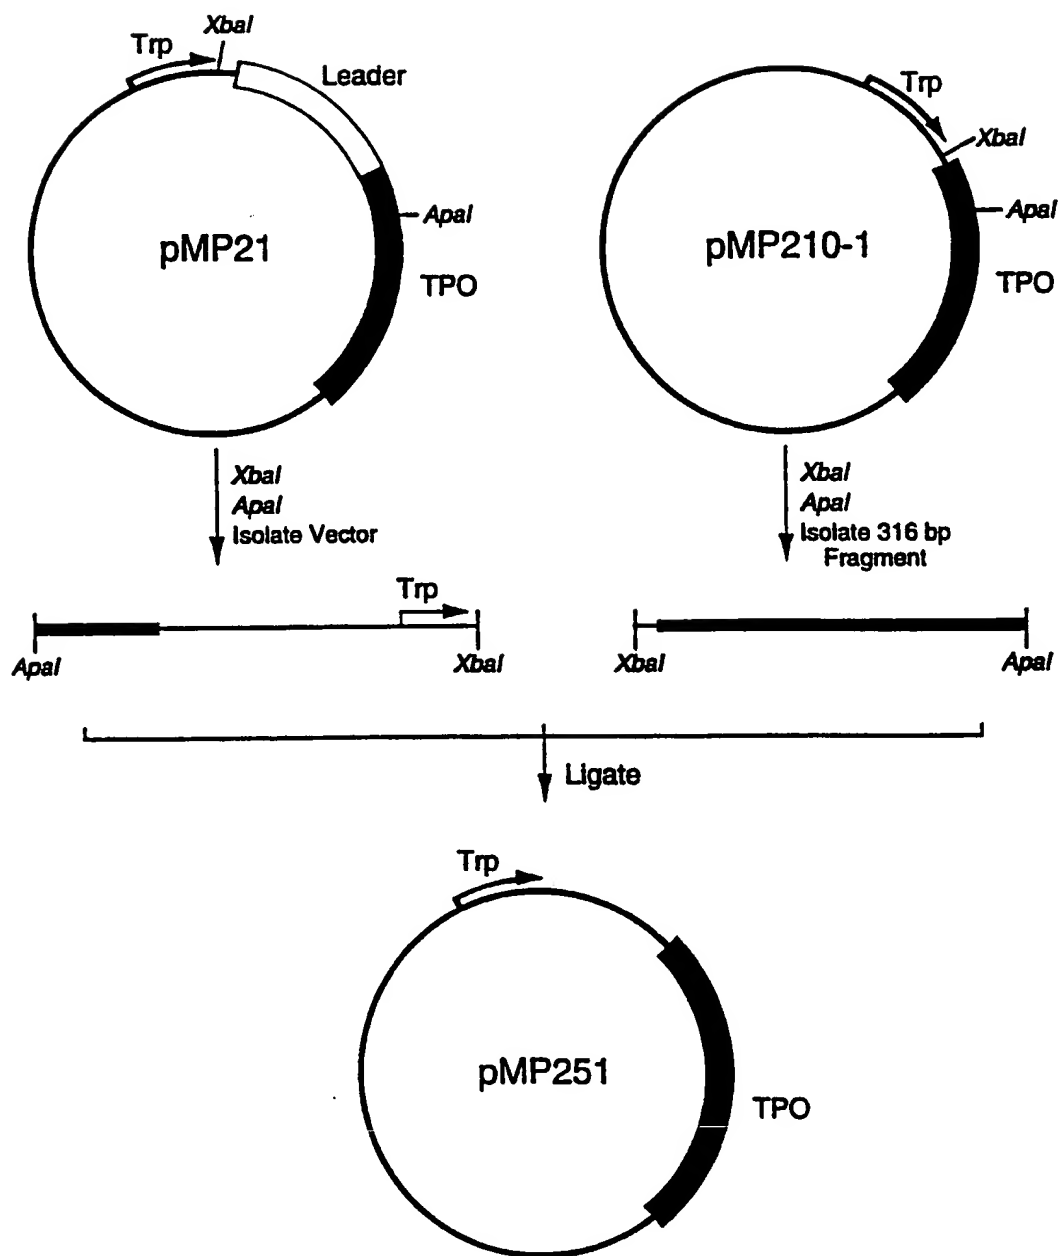 XbaI
Trp
Leader
ApaI
pMP21
TPO
Trp
XbaI
ApaI
pMP210-1
TPO
XbaI
ApaI
Isolate Vector
XbaI
ApaI
Isolate 316 bp
Fragment
Trp
ApaI
XbaI
XbaI
ApaI
Ligate
Trp
pMP251
TPO